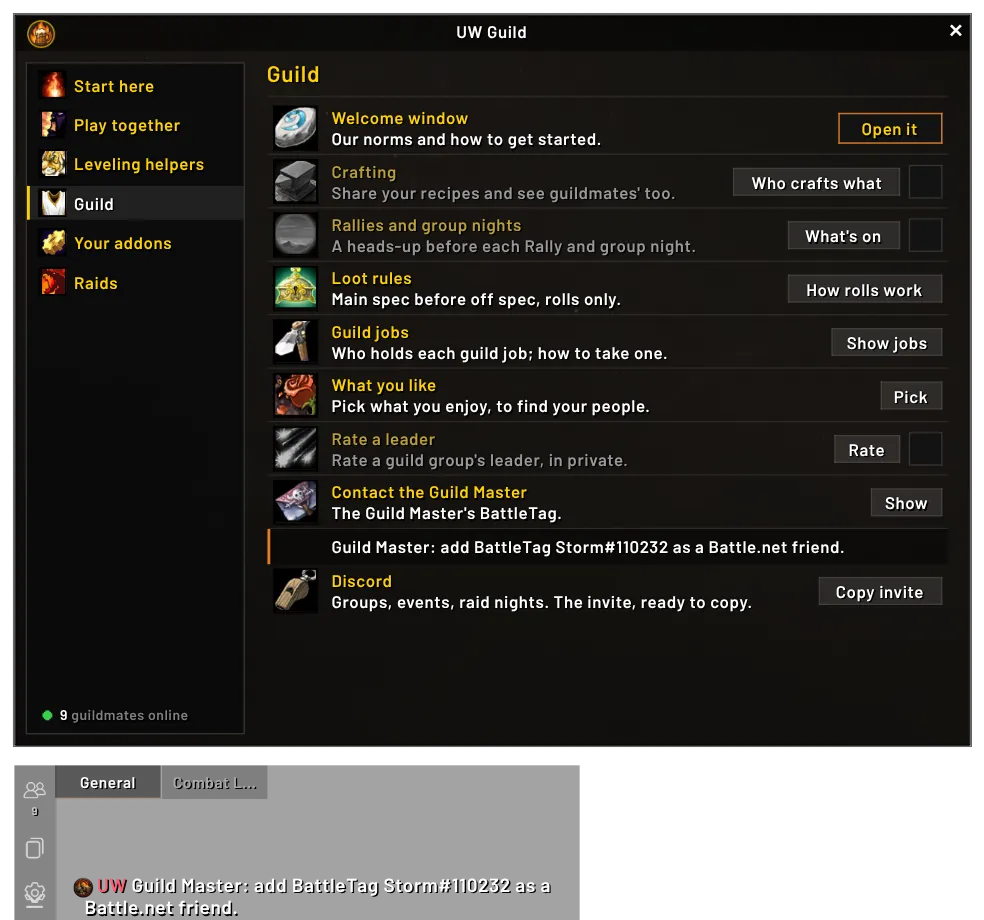 UW Guild
Start here
Play together
Leveling helpers
Guild
Your addons
Raids
9 guildmates online
Guild
Welcome window
Our norms and how to get started.
Open it
Crafting
Share your recipes and see guildmates' too.
Who crafts what
Rallies and group nights
A heads-up before each Rally and group night.
What's on
Loot rules
Main spec before off spec, rolls only.
How rolls work
Guild jobs
Who holds each guild job; how to take one.
Show jobs
What you like
Pick what you enjoy, to find your people.
Pick
Rate a leader
Rate a guild group's leader, in private.
Rate
Contact the Guild Master
The Guild Master's BattleTag.
Show
Guild Master: add BattleTag Storm#110232 as a Battle.net friend.
Discord
Groups, events, raid nights. The invite, ready to copy.
Copy invite
General
Combat L...
9
UW Guild Master: add BattleTag Storm#110232 as a
Battle.net friend.